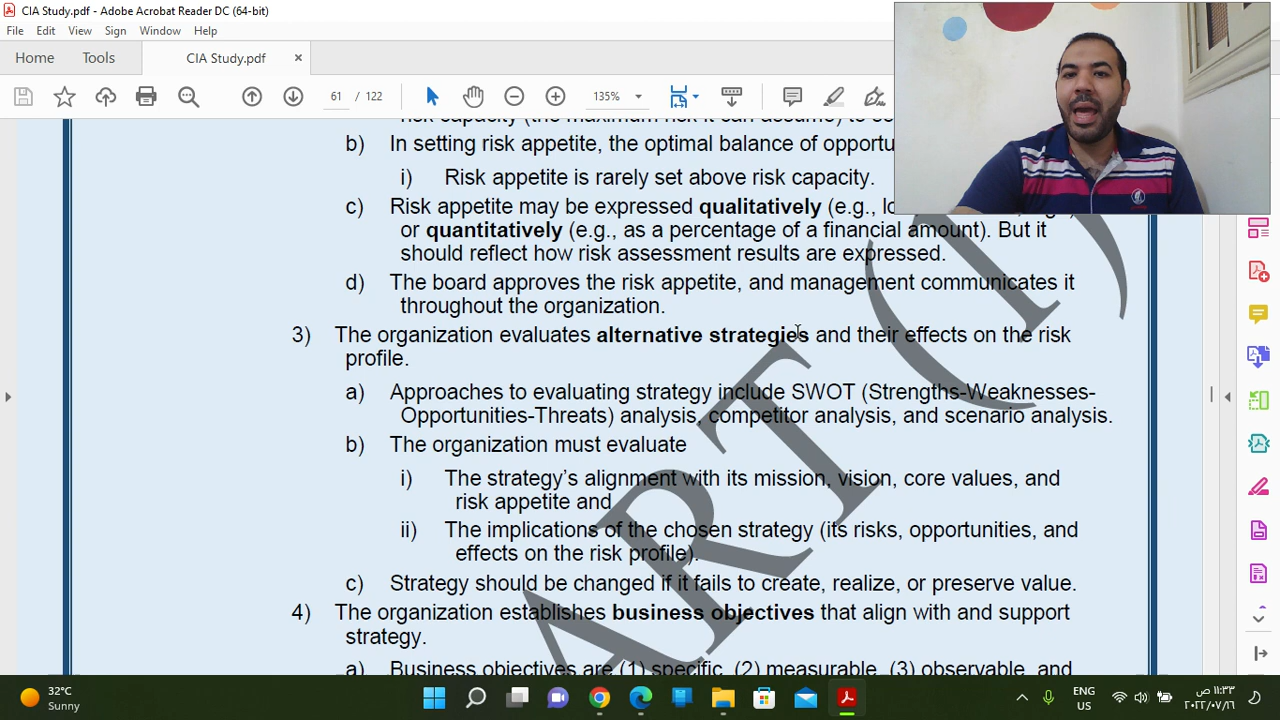 CIA Study.pdf - Adobe Acrobat Reader DC (64-bit)
File Edit View Sign Window Help
Home Tools CIA Study.pdf
61 / 122 135%
b) In setting risk appetite, the optimal balance of
i) Risk appetite is rarely set above risk capacity.
c) Risk appetite may be expressed qualitatively (e.g.,
or quantitatively (e.g., as a percentage of a financial amount). But it
should reflect how risk assessment results are expressed.
d) The board approves the risk appetite, and management communicates it
throughout the organization.
3) The organization evaluates alternative strategies and their effects on the risk
profile.
a) Approaches to evaluating strategy include SWOT (Strengths-Weaknesses-
Opportunities-Threats) analysis, competitor analysis, and scenario analysis.
b) The organization must evaluate
i) The strategy’s alignment with its mission, vision, core values, and
risk appetite and
ii) The implications of the chosen strategy (its risks, opportunities, and
effects on the risk profile).
c) Strategy should be changed if it fails to create, realize, or preserve value.
4) The organization establishes business objectives that align with and support
strategy.
a) Business objectives are (1) specific, (2) measurable, (3) observable, and
ART (I)
32°C
Sunny
ENG
US
١١:٣٣ ص
٢٠٢٢/٠٧/١٦